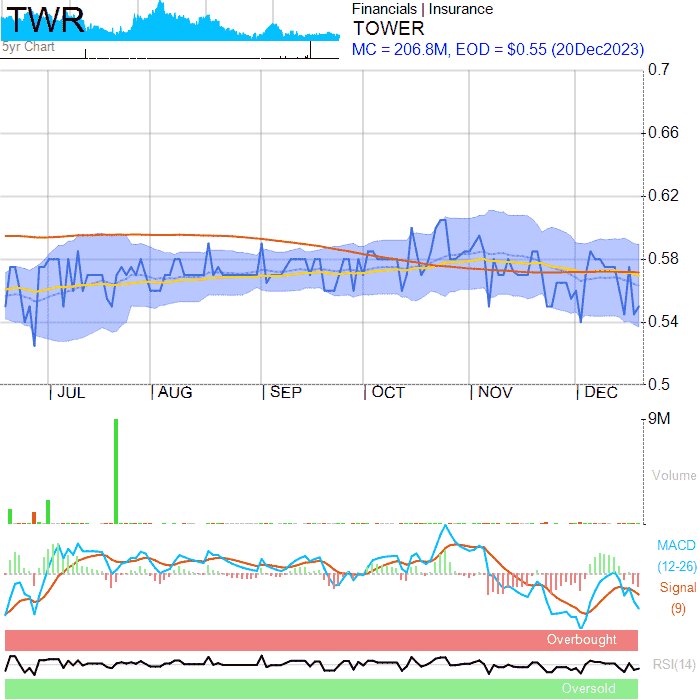 TWR
5yr Chart
Financials | Insurance
TOWER
MC = 206.8M, EOD = $0.55 (20Dec2023)
0.7
0.66
0.62
0.58
0.54
0.5
JUL AUG SEP OCT NOV DEC
9M
Volume
MACD
(12-26)
Signal
(9)
Overbought
RSI(14)
Oversold